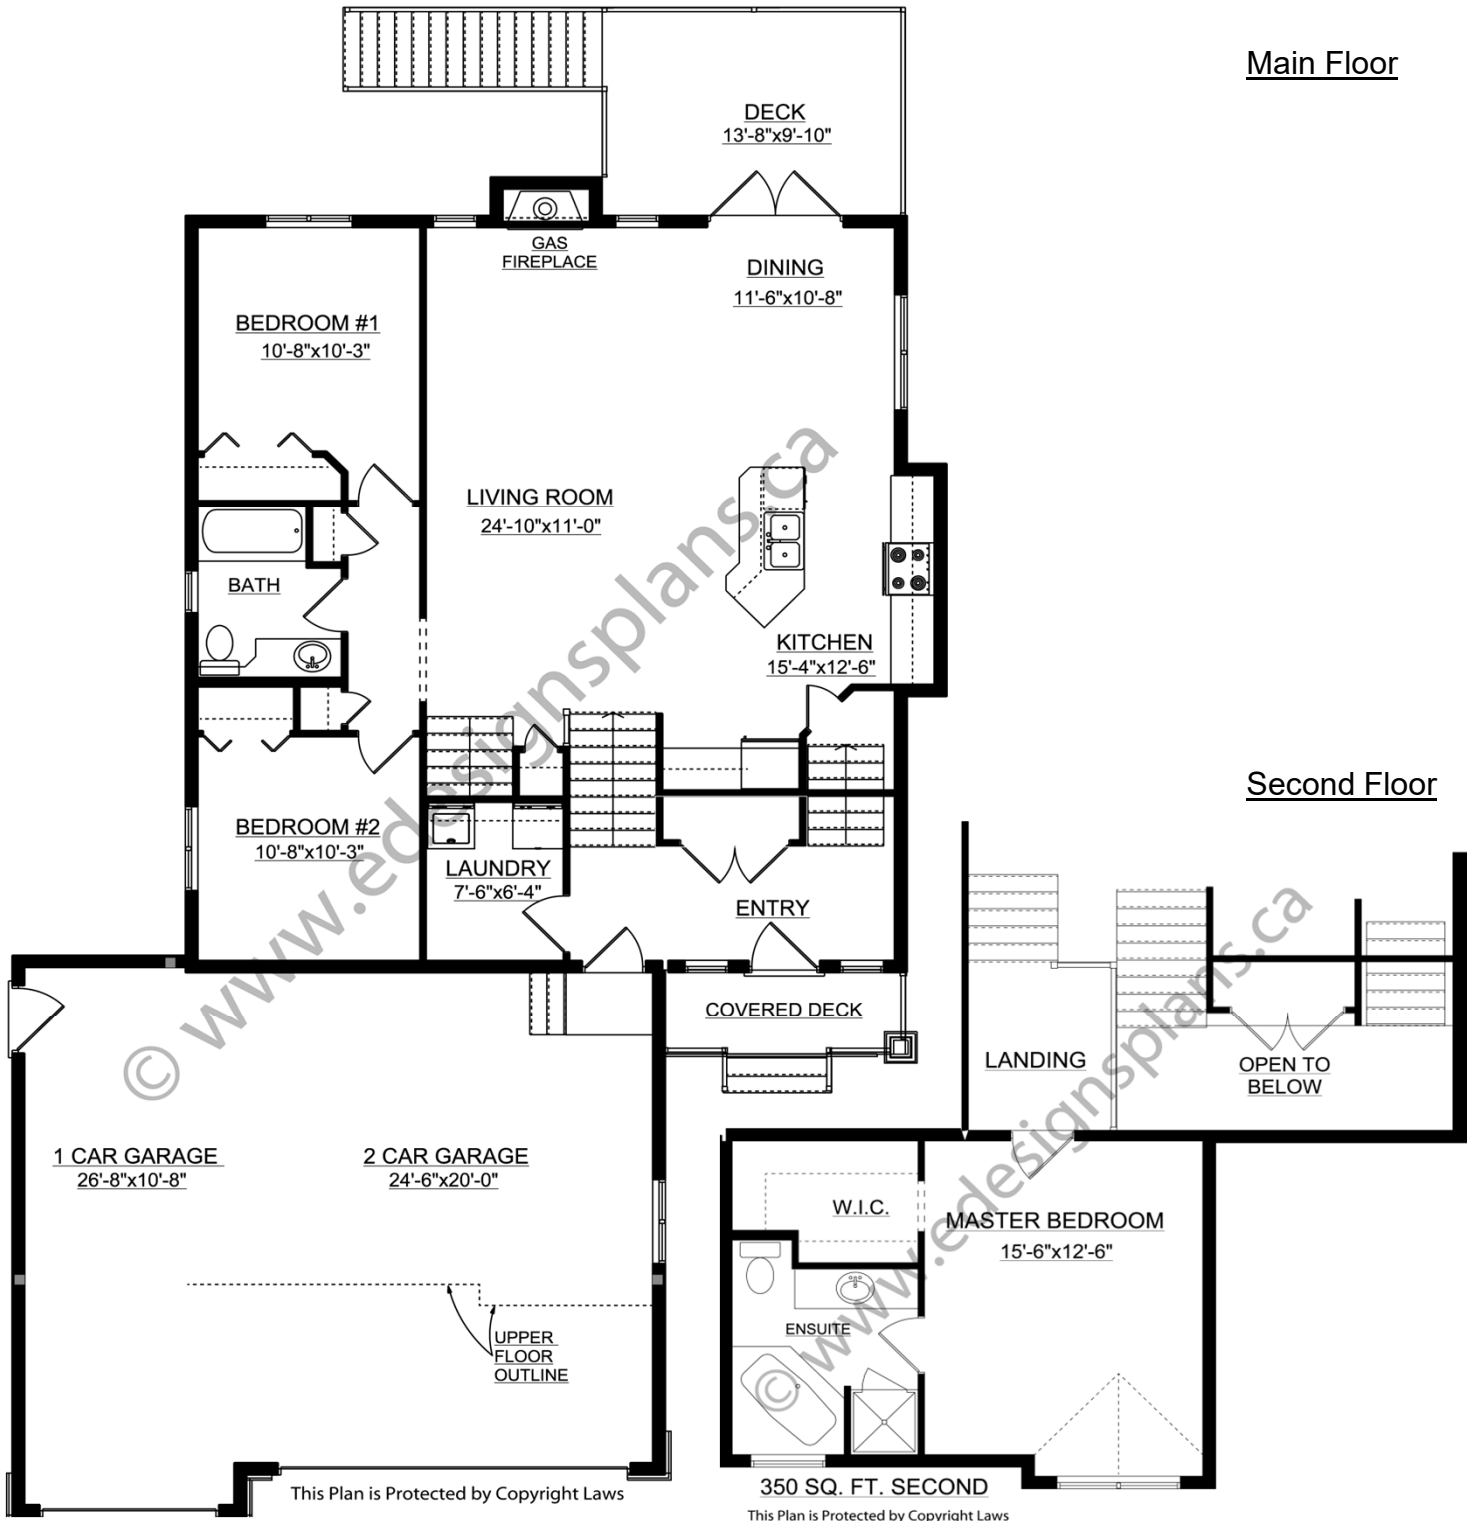 Main Floor
DECK
13'-8"x9'-10"
GAS
FIREPLACE
DINING
11'-6"x10'-8"
BEDROOM #1
10'-8"x10'-3"
LIVING ROOM
24'-10"x11'-0"
BATH
KITCHEN
15'-4"x12'-6"
BEDROOM #2
10'-8"x10'-3"
LAUNDRY
7'-6"x6'-4"
ENTRY
COVERED DECK
1 CAR GARAGE
26'-8"x10'-8"
2 CAR GARAGE
24'-6"x20'-0"
UPPER
FLOOR
OUTLINE
This Plan is Protected by Copyright Laws
© www.edesignsplans.ca
Second Floor
LANDING
OPEN TO
BELOW
W.I.C.
MASTER BEDROOM
15'-6"x12'-6"
ENSUITE
350 SQ. FT. SECOND
This Plan is Protected by Copyright Laws
© www.edesignsplans.ca